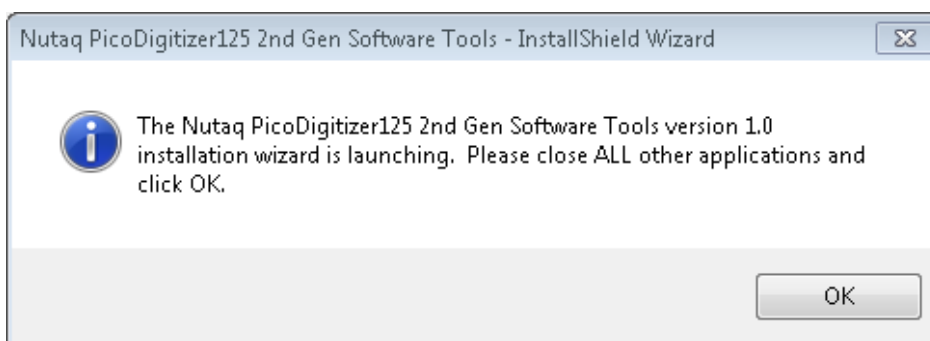 Nutaq PicoDigitizer125 2nd Gen Software Tools - InstallShield Wizard
The Nutaq PicoDigitizer125 2nd Gen Software Tools version 1.0
installation wizard is launching.  Please close ALL other applications and
click OK.
OK